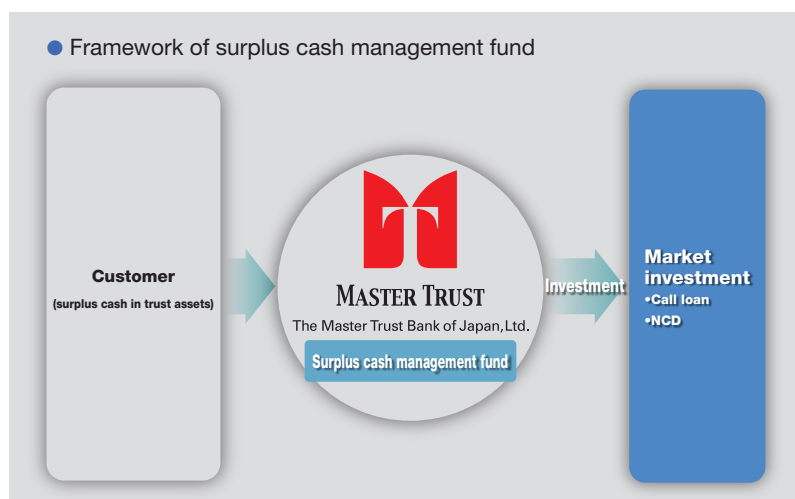 ● Framework of surplus cash management fund
Customer
(surplus cash in trust assets)
MASTER TRUST
The Master Trust Bank of Japan,Ltd.
Surplus cash management fund
Investment
Market
investment
•Call loan
•NCD